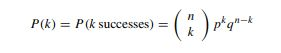 P(k) = P(k successes) = ( n k ) p^k q^{n−k}